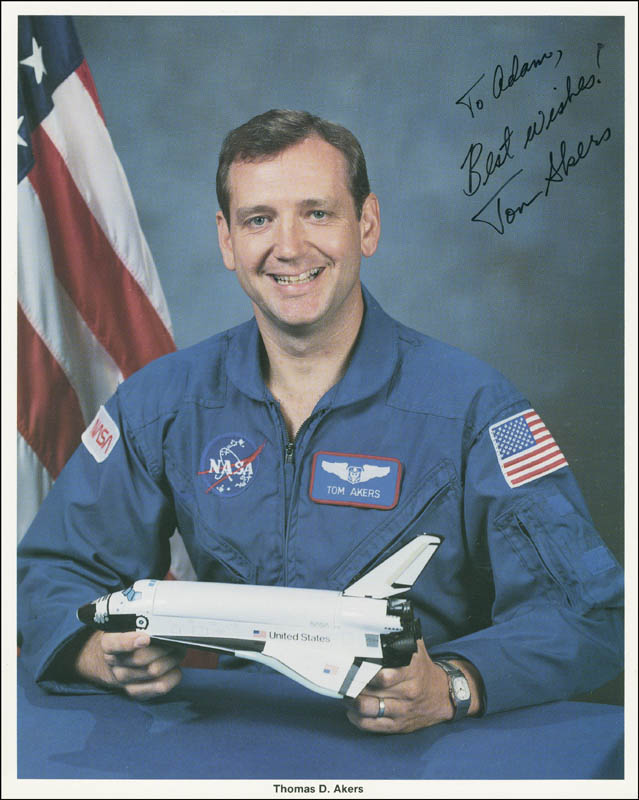 To Adam,
Best wishes!
Tom Akers
NASA
NASA
TOM AKERS
United States
Thomas D. Akers